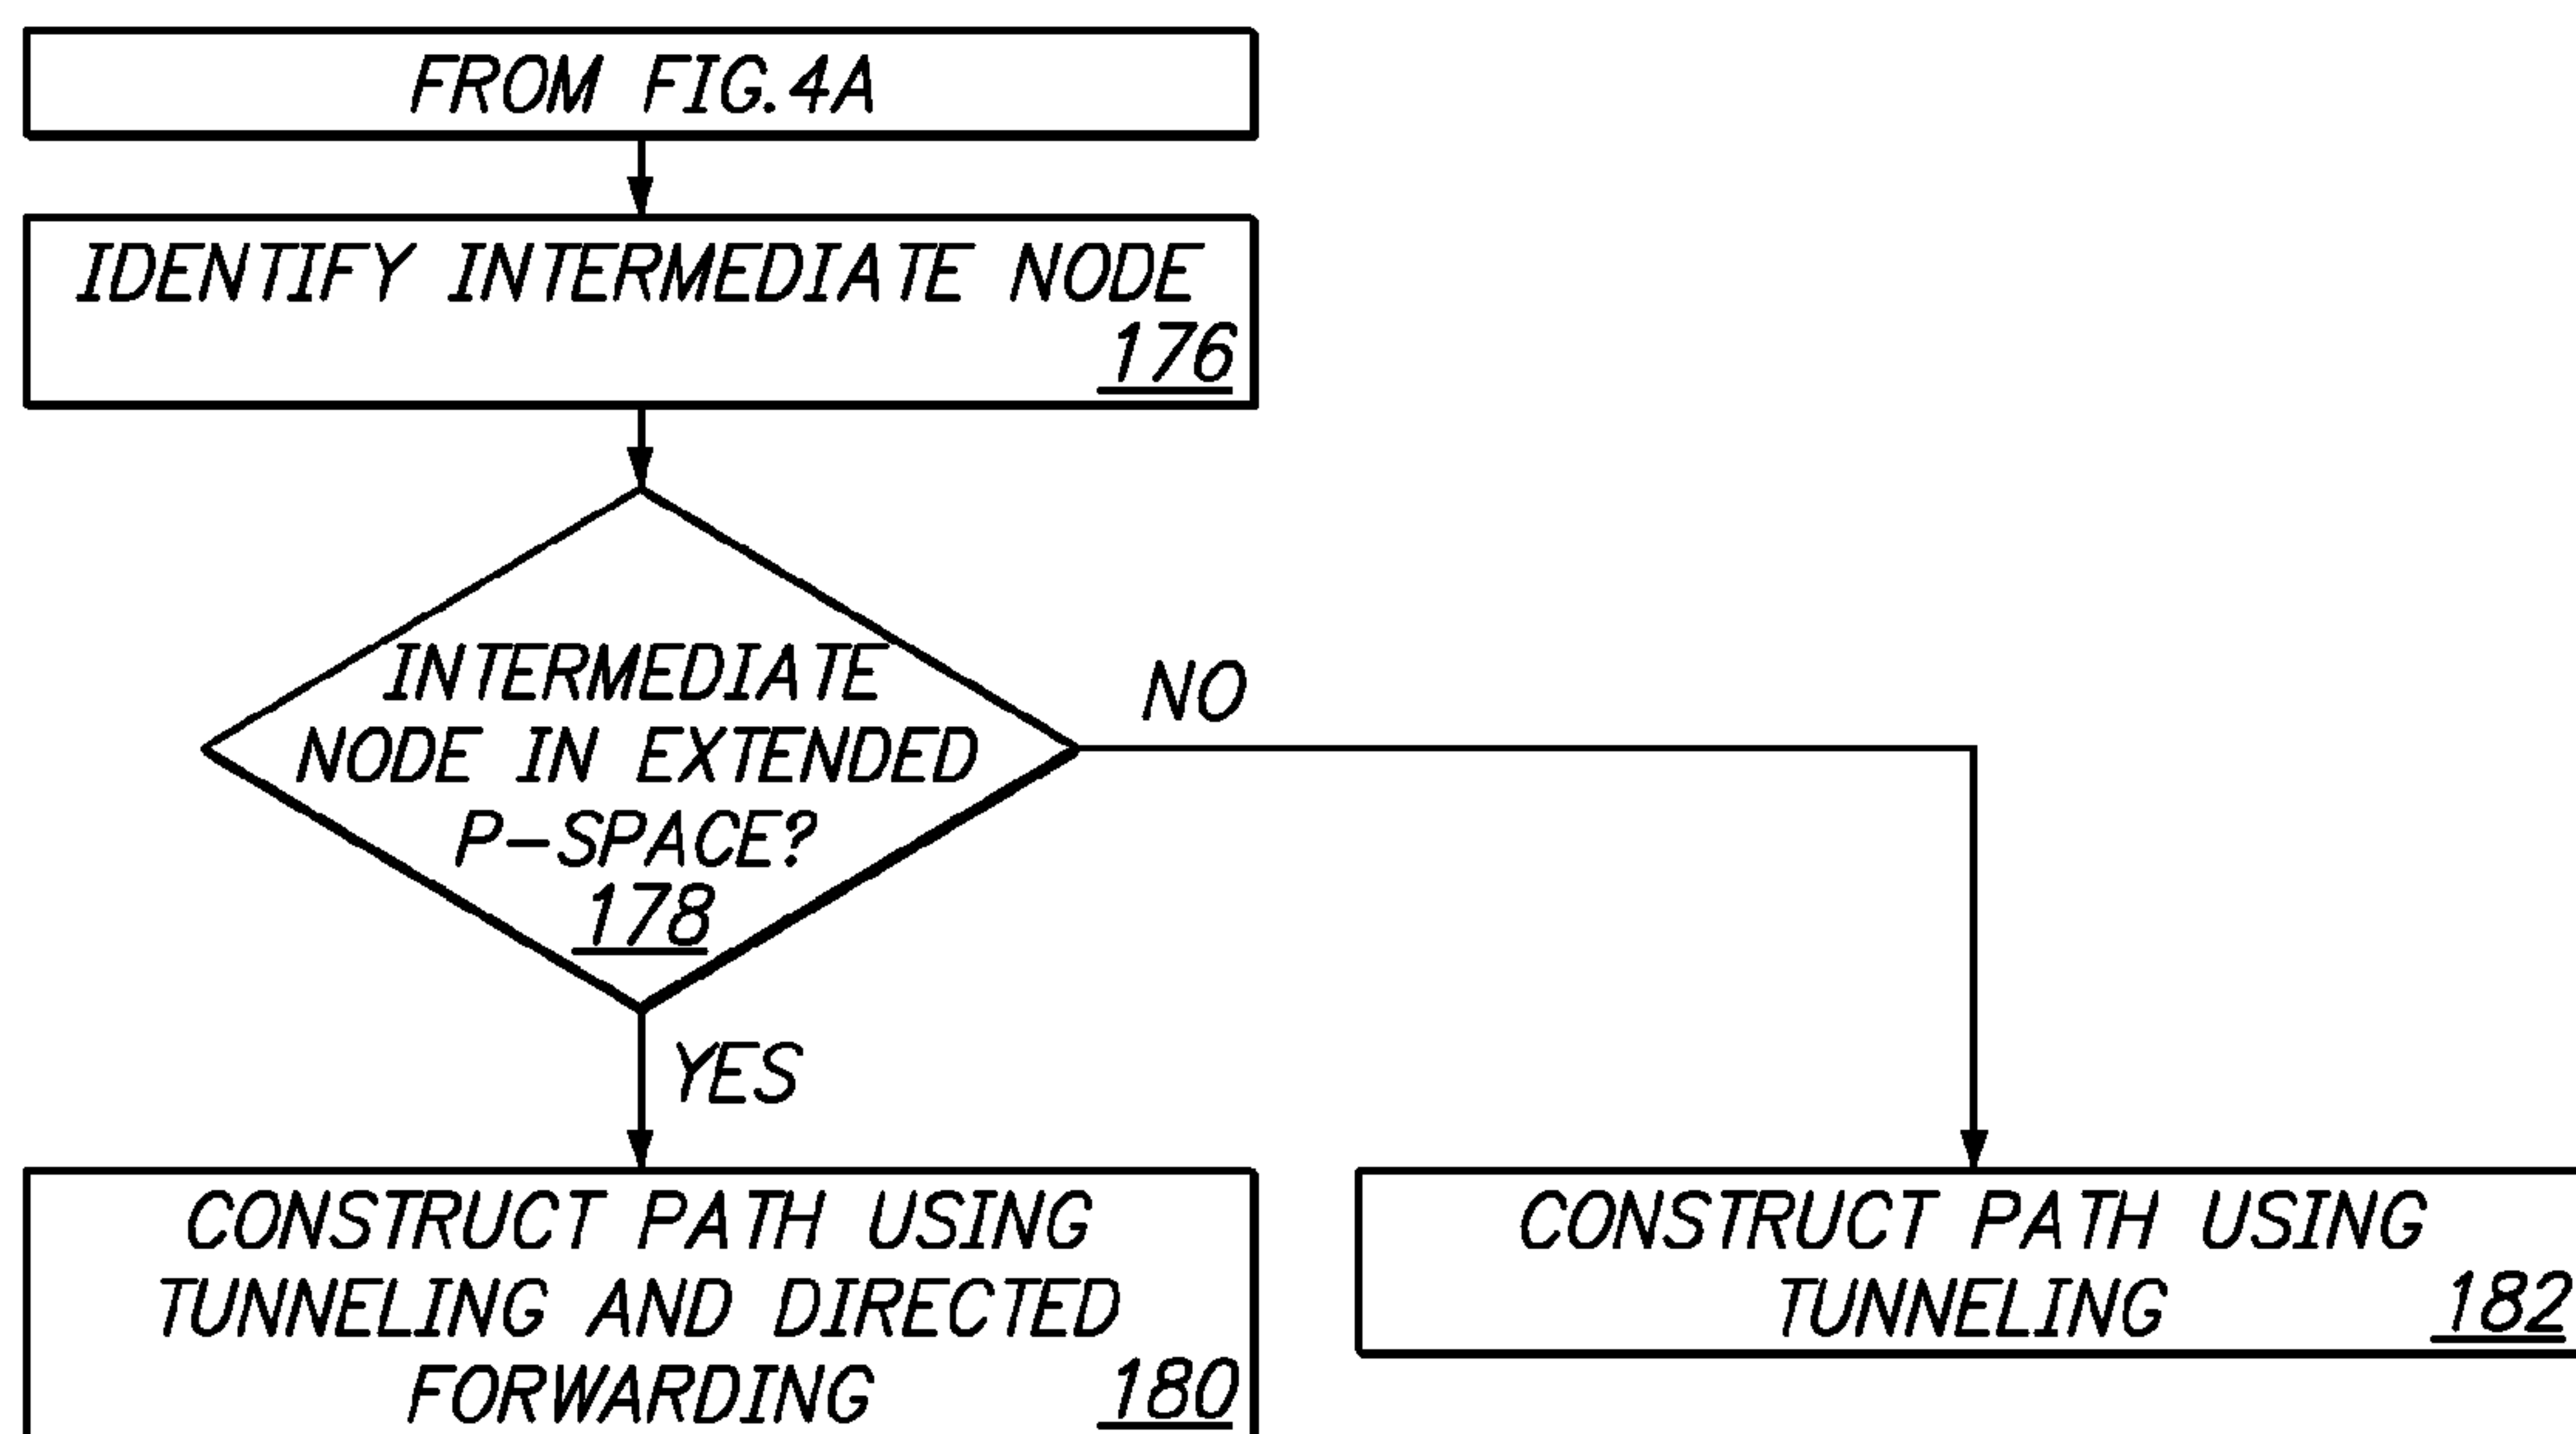 FROM FIG.4A
IDENTIFY INTERMEDIATE NODE
176
INTERMEDIATE
NODE IN EXTENDED
P-SPACE?
178
NO
YES
CONSTRUCT PATH USING
TUNNELING AND DIRECTED
FORWARDING 180
CONSTRUCT PATH USING
TUNNELING 182